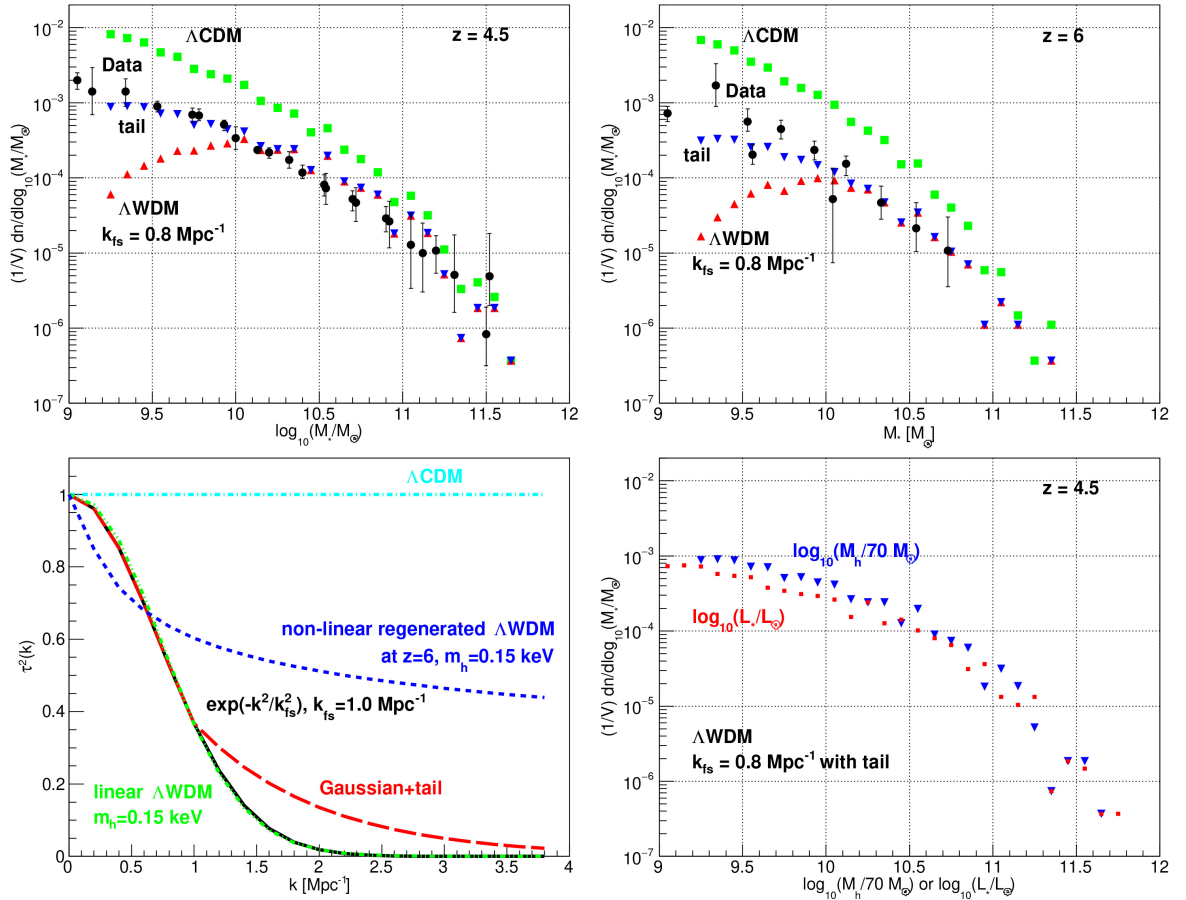 (1/V) dn/dlog₁₀(M*/M☉)
10⁻²
10⁻³
10⁻⁴
10⁻⁵
10⁻⁶
10⁻⁷
ΛCDM
z = 4.5
Data
tail
ΛWDM
k_fs = 0.8 Mpc⁻¹
9 9.5 10 10.5 11 11.5 12
log₁₀(M*/M☉)
(1/V) dn/dlog₁₀(M*/M☉)
10⁻²
10⁻³
10⁻⁴
10⁻⁵
10⁻⁶
10⁻⁷
ΛCDM
z = 6
Data
tail
ΛWDM
k_fs = 0.8 Mpc⁻¹
9 9.5 10 10.5 11 11.5 12
M* [M☉]
τ²(k)
1
0.8
0.6
0.4
0.2
0
ΛCDM
non-linear regenerated ΛWDM
at z=6, m_h=0.15 keV
exp(-k²/k²_fs), k_fs=1.0 Mpc⁻¹
Gaussian+tail
linear ΛWDM
m_h=0.15 keV
0 0.5 1 1.5 2 2.5 3 3.5 4
k [Mpc⁻¹]
(1/V) dn/dlog₁₀(M*/M☉)
10⁻²
10⁻³
10⁻⁴
10⁻⁵
10⁻⁶
10⁻⁷
z = 4.5
log₁₀(M_h/70 M☉)
log₁₀(L*/L☉)
ΛWDM
k_fs = 0.8 Mpc⁻¹ with tail
9 9.5 10 10.5 11 11.5 12
log₁₀(M_h/70 M☉) or log₁₀(L*/L☉)